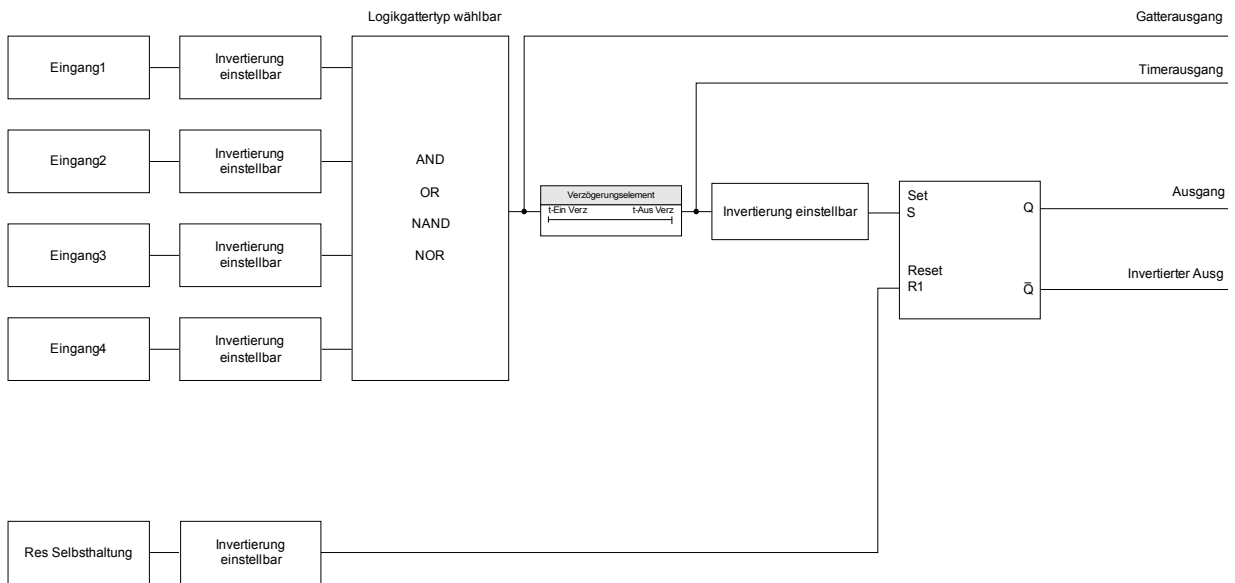 Logikgattertyp wählbar
Gatterausgang
Eingang1
Invertierung
einstellbar
Timerausgang
Eingang2
Invertierung
einstellbar
AND
OR
NAND
NOR
Verzögerungselement
t-Ein Verz
t-Aus Verz
Invertierung einstellbar
Set
S
Q
Ausgang
Eingang3
Invertierung
einstellbar
Reset
R1
Q̅
Invertierter Ausg
Eingang4
Invertierung
einstellbar
Res Selbsthaltung
Invertierung
einstellbar